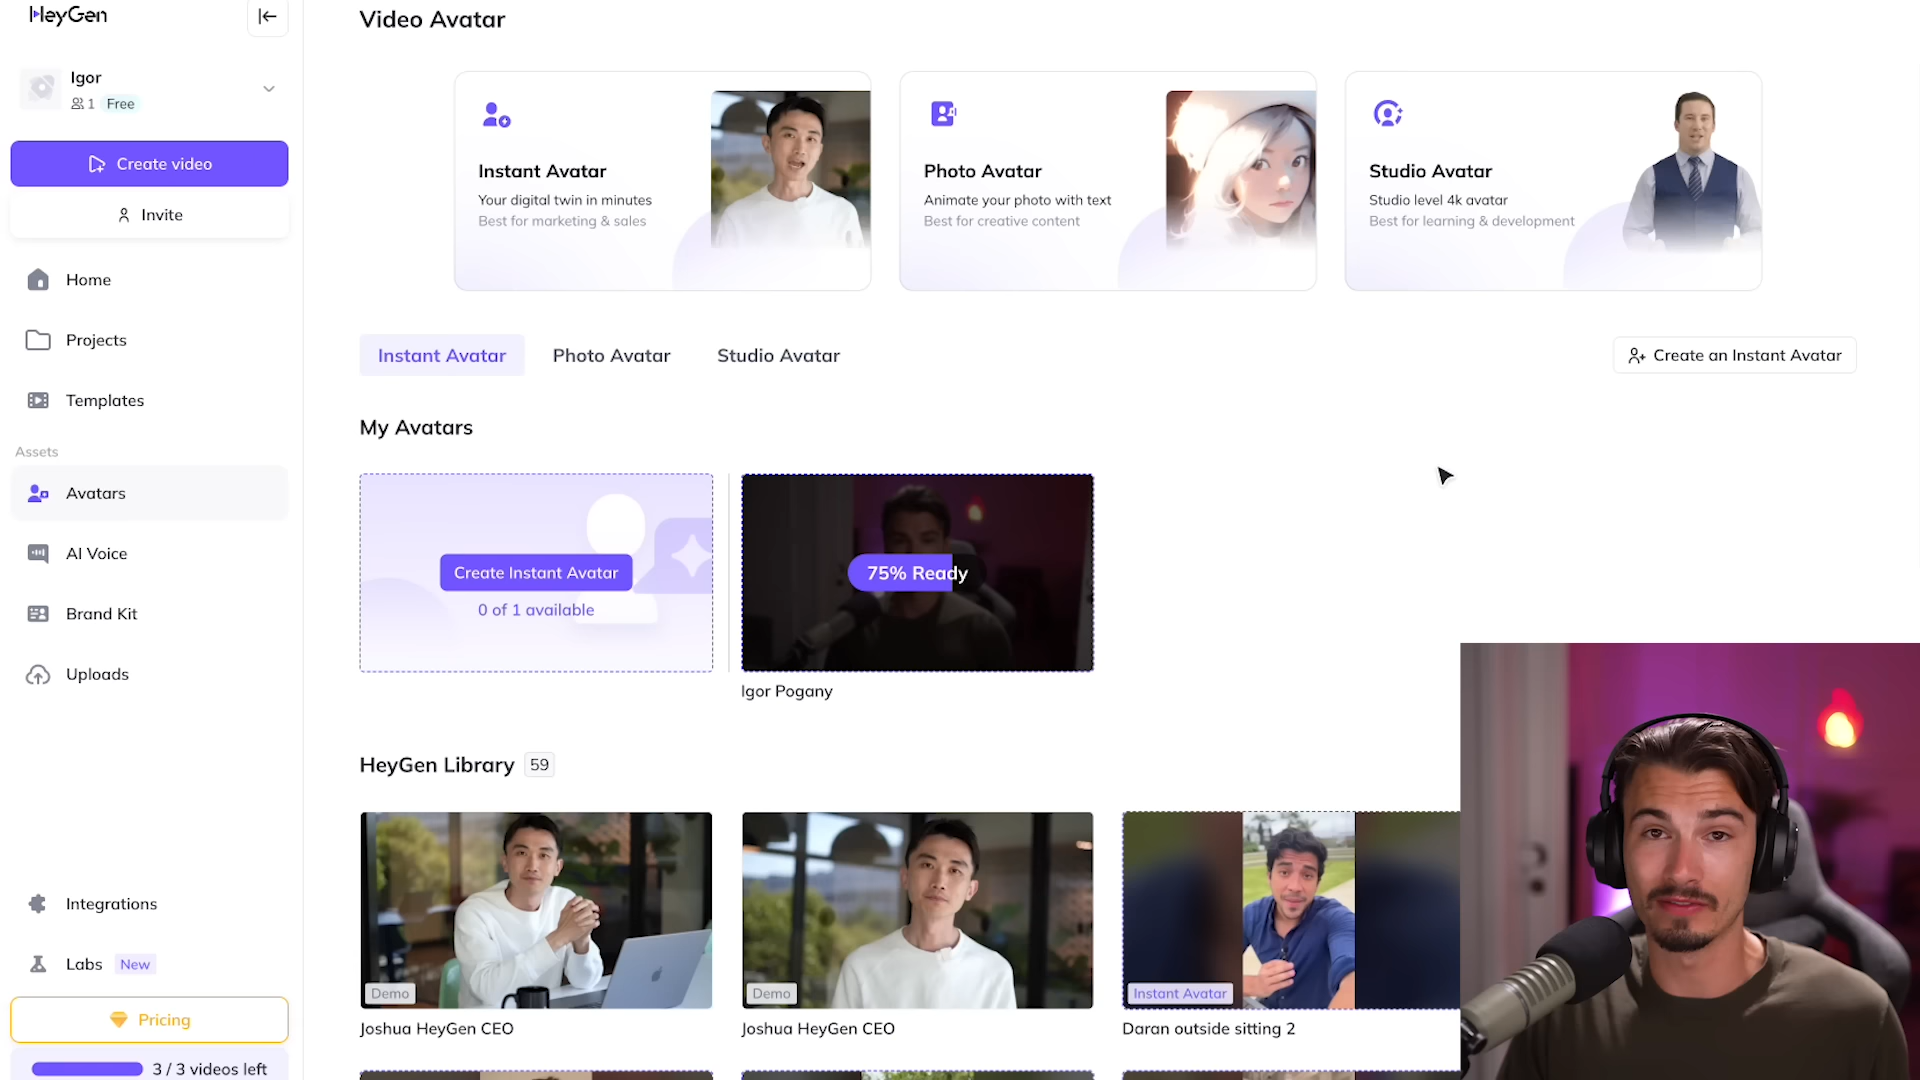 HeyGen
Video Avatar
Igor
1 Free
Create video
Invite
Home
Projects
Templates
Assets
Avatars
AI Voice
Brand Kit
Uploads
Integrations
Labs New
Pricing
3 / 3 videos left
Instant Avatar
Your digital twin in minutes
Best for marketing & sales
Photo Avatar
Animate your photo with text
Best for creative content
Studio Avatar
Studio level 4k avatar
Best for learning & development
Instant Avatar
Photo Avatar
Studio Avatar
Create an Instant Avatar
My Avatars
Create Instant Avatar
0 of 1 available
75% Ready
Igor Pogany
HeyGen Library 59
Demo
Joshua HeyGen CEO
Demo
Joshua HeyGen CEO
Instant Avatar
Daran outside sitting 2